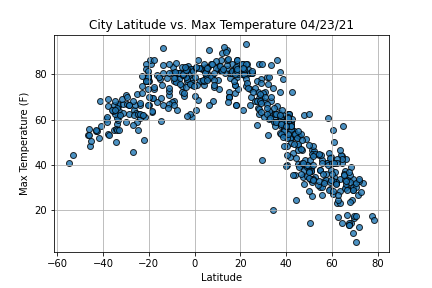 City Latitude vs. Max Temperature 04/23/21
Max Temperature (F)
80
60
40
20
−60 −40 −20 0 20 40 60 80
Latitude